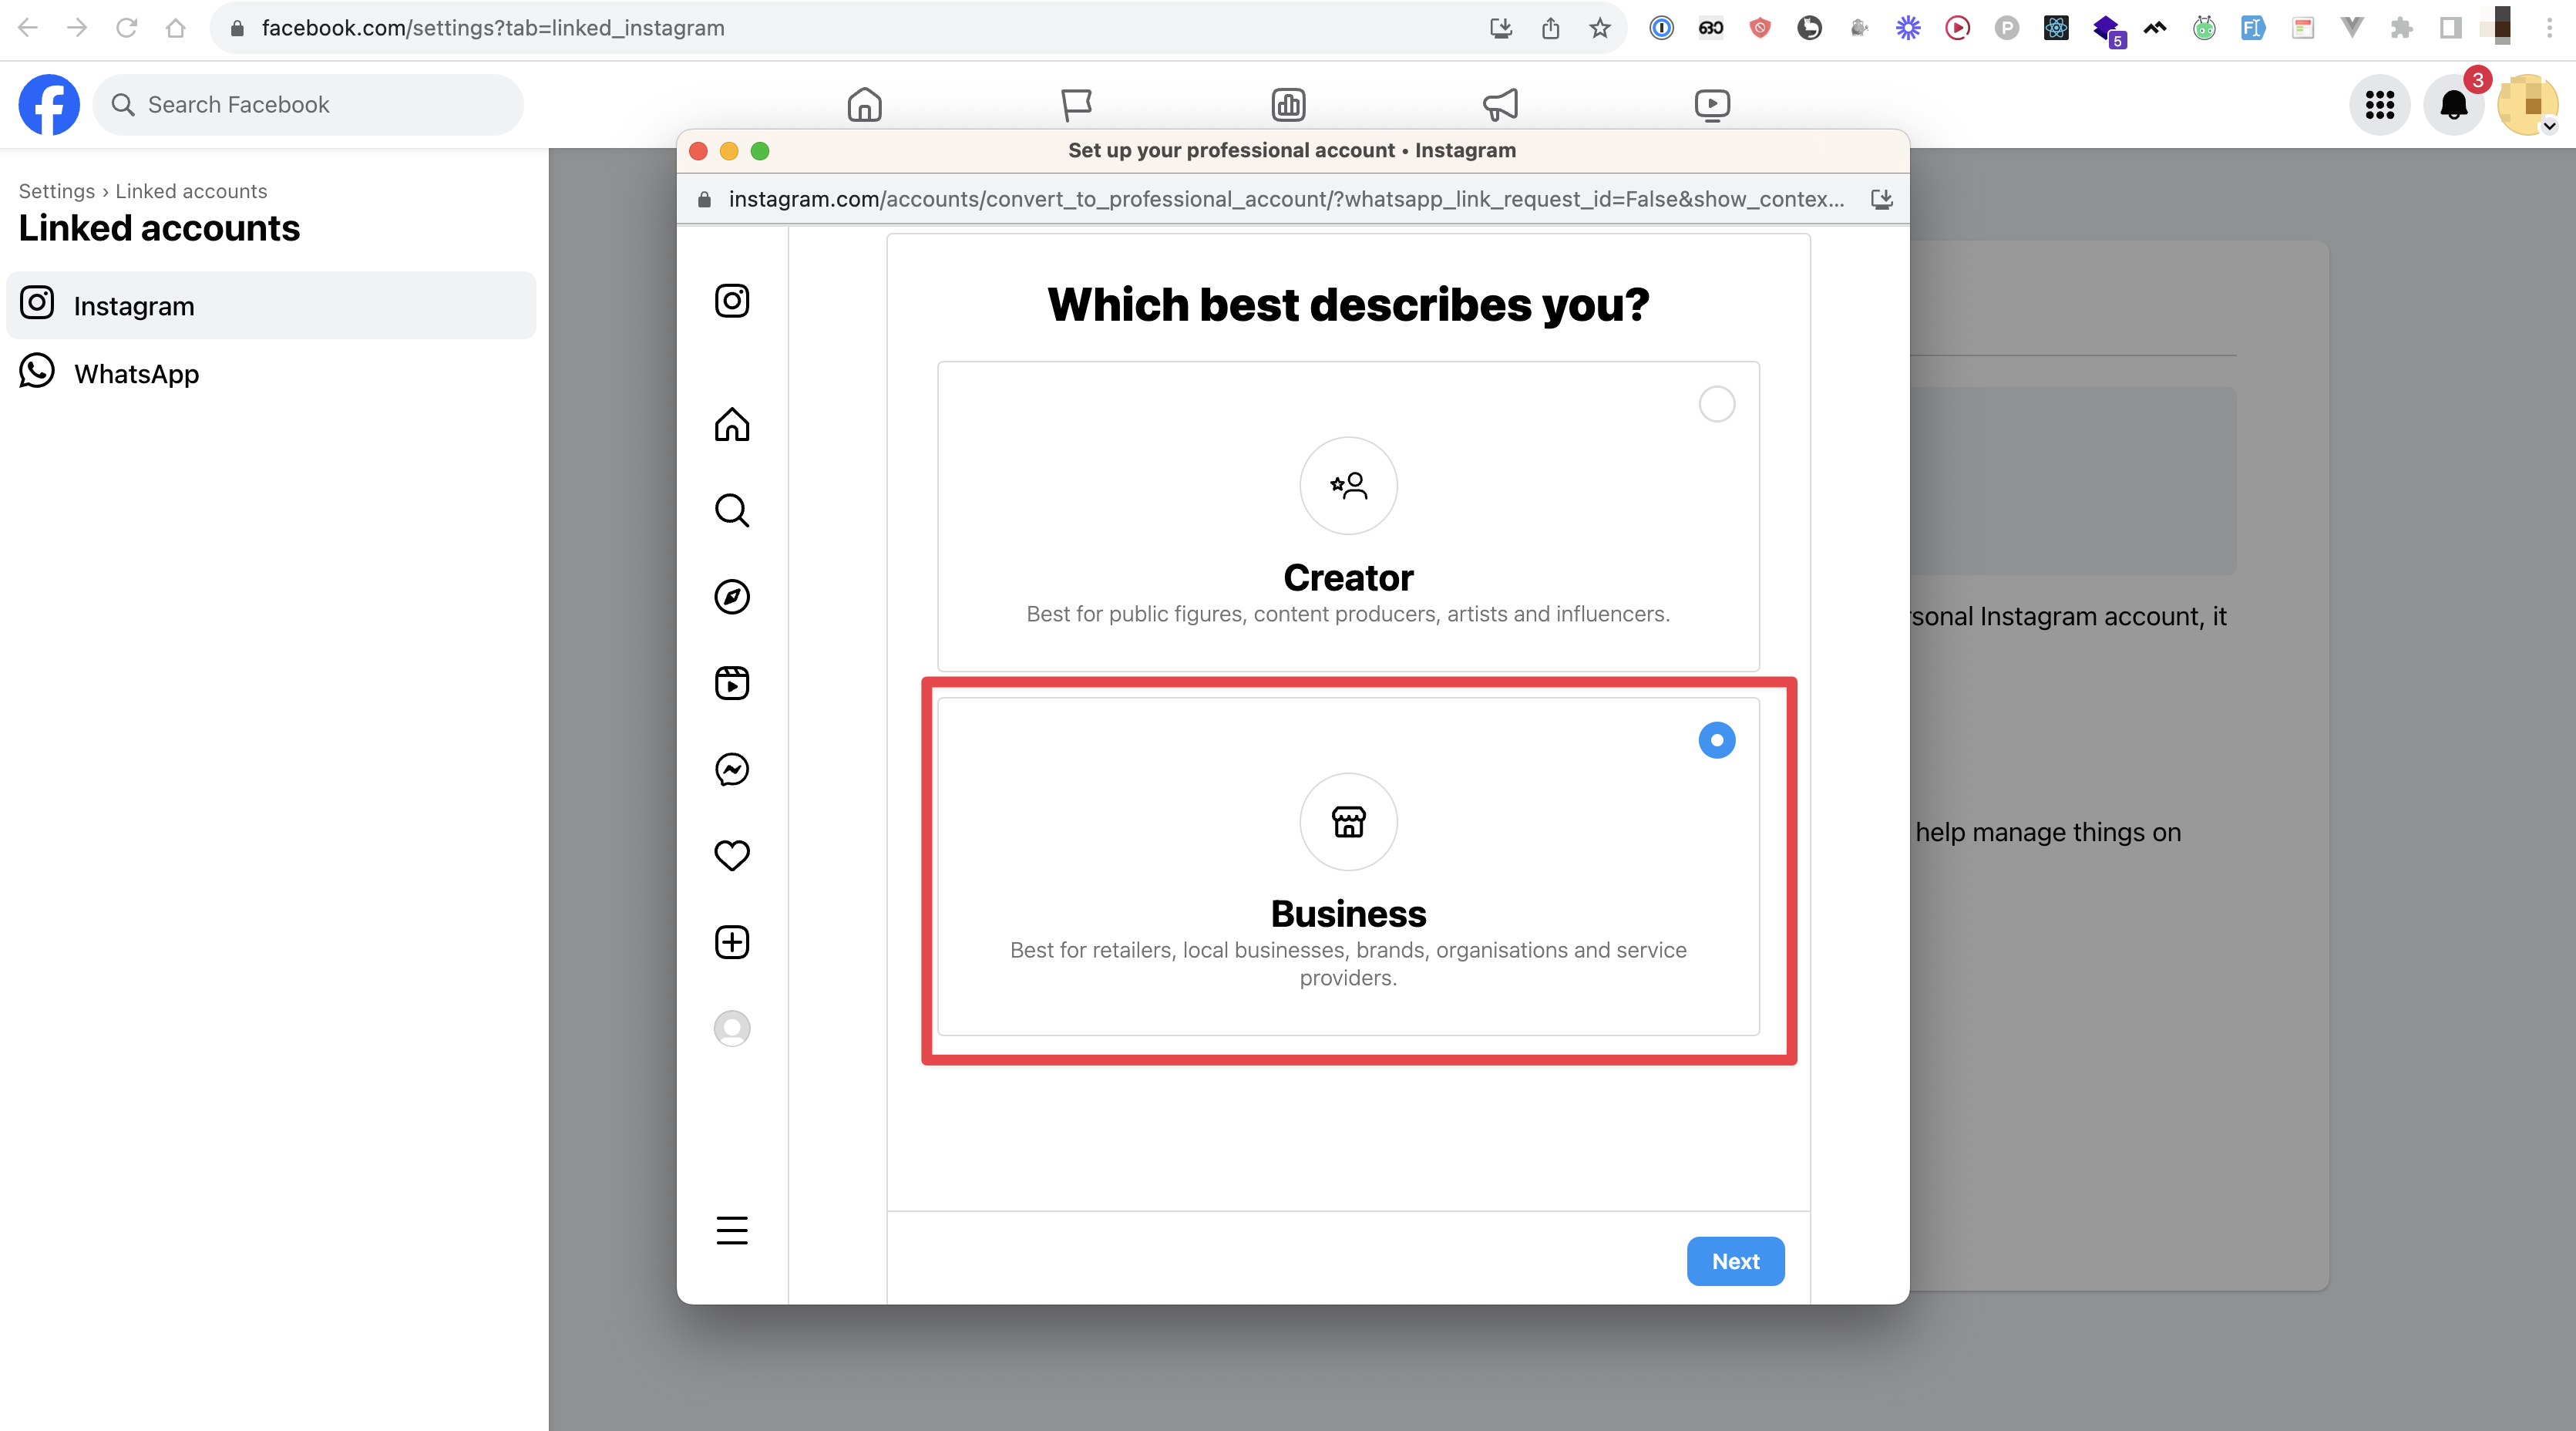 facebook.com/settings?tab=linked_instagram
5
Search Facebook
3
Settings › Linked accounts
Linked accounts
Instagram
WhatsApp
Set up your professional account • Instagram
instagram.com/accounts/convert_to_professional_account/?whatsapp_link_request_id=False&show_contex...
Which best describes you?
Creator
Best for public figures, content producers, artists and influencers.
rsonal Instagram account, it
Business
Best for retailers, local businesses, brands, organisations and service
providers.
help manage things on
Next